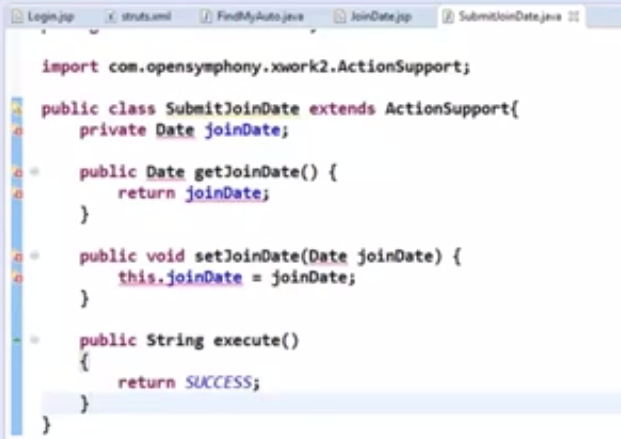 Login.jsp struts.xml FindMyAuto.java JoinDate.jsp SubmitJoinDate.java
import com.opensymphony.xwork2.ActionSupport;
public class SubmitJoinDate extends ActionSupport{
private Date joinDate;
public Date getJoinDate() {
return joinDate;
}
public void setJoinDate(Date joinDate) {
this.joinDate = joinDate;
}
public String execute()
{
return SUCCESS;
}
}